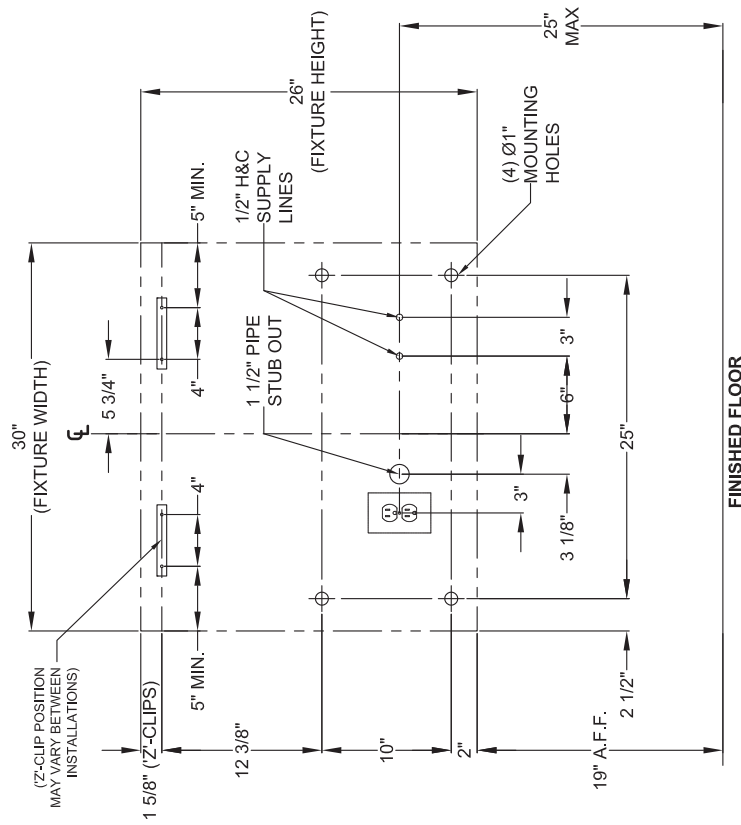 30"
(FIXTURE WIDTH)
('Z'-CLIP POSITION
MAY VARY BETWEEN
INSTALLATIONS)
1 5/8" ('Z'-CLIPS)
5" MIN.
4"
5 3/4"
4"
5" MIN.
26"
(FIXTURE HEIGHT)
12 3/8"
1 1/2" PIPE
STUB OUT
1/2" H&C
SUPPLY
LINES
10"
2"
19" A.F.F.
25"
MAX
(4) Ø1"
MOUNTING
HOLES
3"
3 1/8"
6"
3"
2 1/2"
25"
FINISHED FLOOR